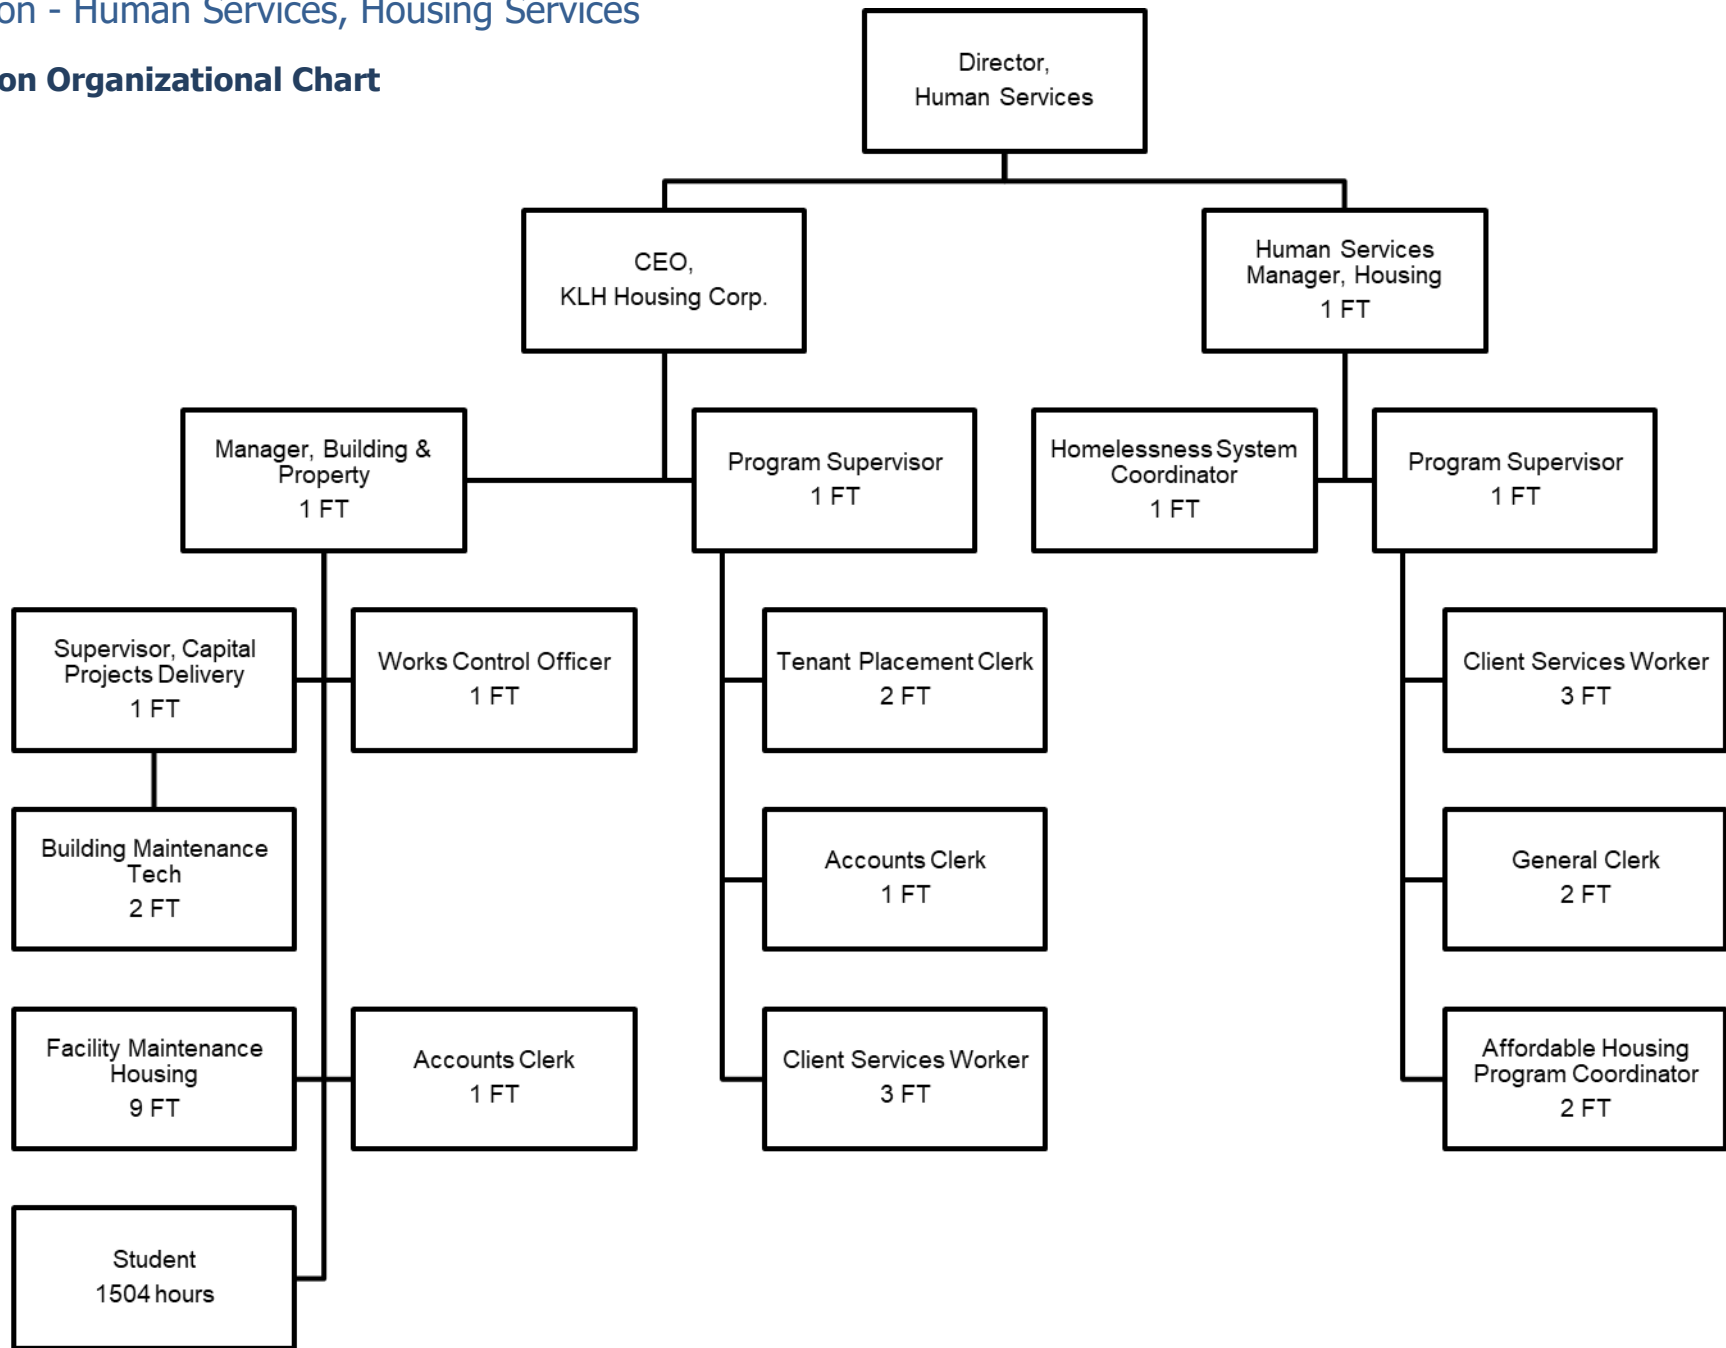 on - Human Services, Housing Services
on Organizational Chart
Director,
Human Services
CEO,
KLH Housing Corp.
Human Services
Manager, Housing
1 FT
Manager, Building &
Property
1 FT
Program Supervisor
1 FT
Homelessness System
Coordinator
1 FT
Program Supervisor
1 FT
Supervisor, Capital
Projects Delivery
1 FT
Works Control Officer
1 FT
Tenant Placement Clerk
2 FT
Client Services Worker
3 FT
Building Maintenance
Tech
2 FT
Accounts Clerk
1 FT
General Clerk
2 FT
Facility Maintenance
Housing
9 FT
Accounts Clerk
1 FT
Client Services Worker
3 FT
Affordable Housing
Program Coordinator
2 FT
Student
1504 hours